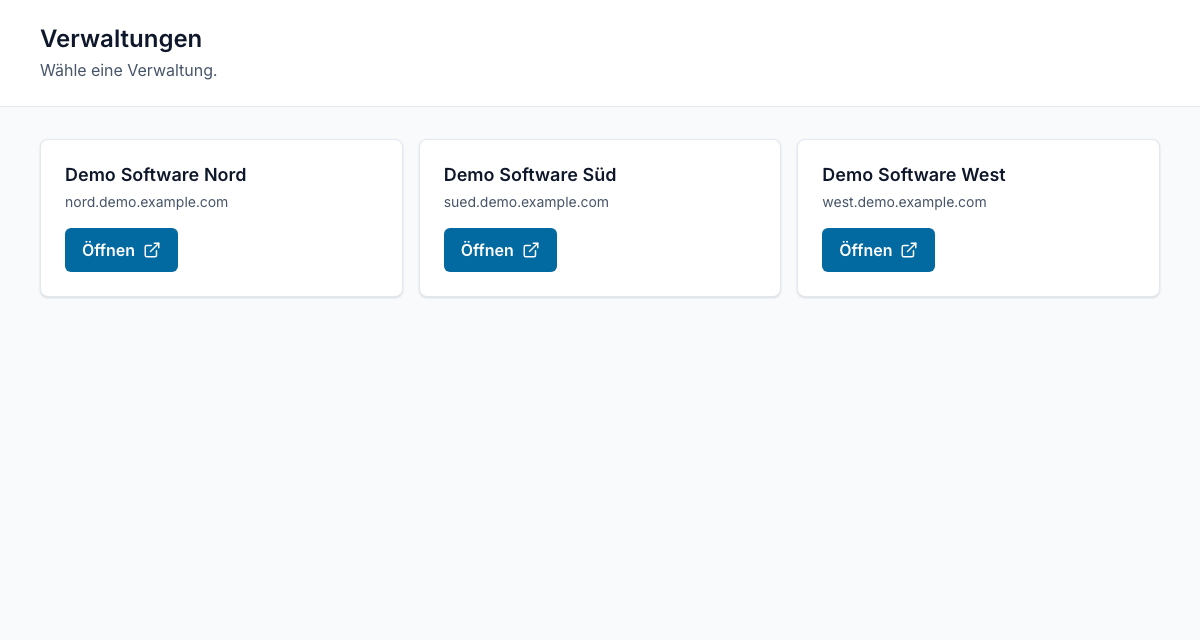 Verwaltungen
Wähle eine Verwaltung.
Demo Software Nord
nord.demo.example.com
Öffnen
Demo Software Süd
sued.demo.example.com
Öffnen
Demo Software West
west.demo.example.com
Öffnen